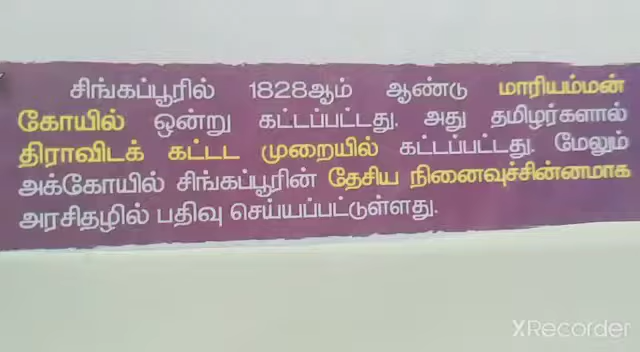 சிங்கப்பூரில் 1828ஆம் ஆண்டு மாரியம்மன்
கோயில் ஒன்று கட்டப்பட்டது. அது தமிழர்களால்
திராவிடக் கட்டட முறையில் கட்டப்பட்டது. மேலும்
அக்கோயில் சிங்கப்பூரின் தேசிய நினைவுச்சின்னமாக
அரசிதழில் பதிவு செய்யப்பட்டுள்ளது.
XRecorder